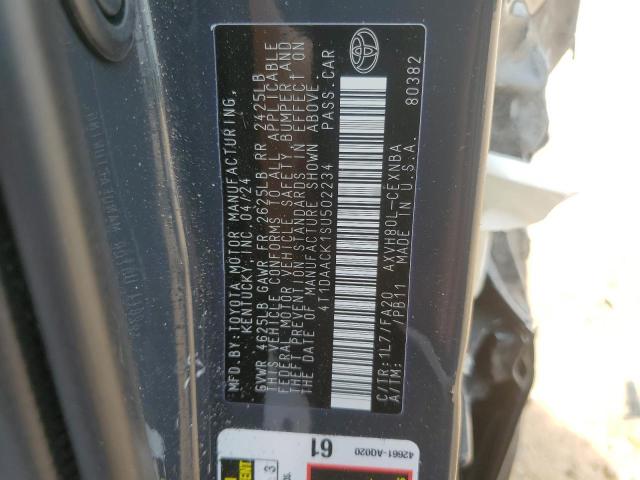 MFD.BY: TOYOTA MOTOR MANUFACTURING,
KENTUCKY, INC. 04/24
GVWR 4625LB GAWR FR 2625LB RR 2425LB
THIS VEHICLE CONFORMS TO ALL APPLICABLE
FEDERAL MOTOR VEHICLE SAFETY, BUMPER, AND
THEFT PREVENTION STANDARDS IN EFFECT ON
THE DATE OF MANUFACTURE SHOWN ABOVE.
4T1DAACK1SU502234 PASS.CAR
C/TR: 1L7/FA20 AXVH80L-CEXNBA
A/TM: /PB11 MADE IN U.S.A.
80382
61
42661-A0020
3